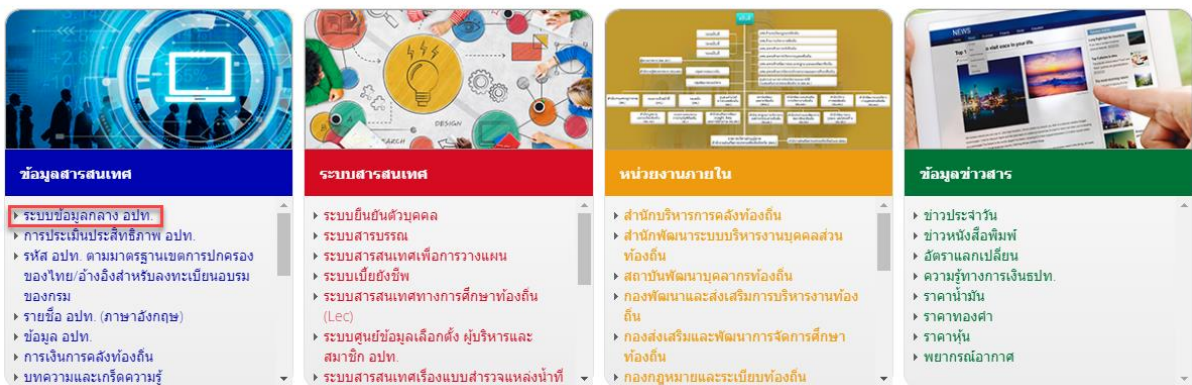 ข้อมูลสารสนเทศ
ระบบข้อมูลกลาง อปท.
การประเมินประสิทธิภาพ อปท.
รหัส อปท. ตามมาตรฐานเขตการปกครอง
ของไทย/อ้างอิงสำหรับลงทะเบียนอบรม
ของกรม
รายชื่อ อปท. (ภาษาอังกฤษ)
ข้อมูล อปท.
การเงินการคลังท้องถิ่น
บทความและเกร็ดความรู้
444
DESIGN
ระบบสารสนเทศ
ระบบยืนยันตัวบุคคล
ระบบสารบรรณ
ระบบสารสนเทศเพื่อการวางแผน
ระบบเบี้ยยังชีพ
ระบบสารสนเทศทางการศึกษาท้องถิ่น
(Lec)
ระบบศูนย์ข้อมูลเลือกตั้ง ผู้บริหารและ
สมาชิก อปท.
ระบบสารสนเทศเรื่องแบบสำรวจแหล่งน้ำที่
หน่วยงานภายใน
สำนักบริหารการคลังท้องถิ่น
สำนักพัฒนาระบบบริหารงานบุคคลส่วน
ท้องถิ่น
สถาบันพัฒนาบุคลากรท้องถิ่น
กองพัฒนาและส่งเสริมการบริหารงานท้อง
ถิ่น
กองส่งเสริมและพัฒนาการจัดการศึกษา
ท้องถิ่น
กองกฎหมายและระเบียบท้องถิ่น
NEWS
ข้อมูลข่าวสาร
ข่าวประจำวัน
ข่าวหนังสือพิมพ์
อัตราแลกเปลี่ยน
ความรู้ทางการเงินธปท.
ราคาน้ำมัน
ราคาทองคำ
ราคาหุ้น
พยากรณ์อากาศ